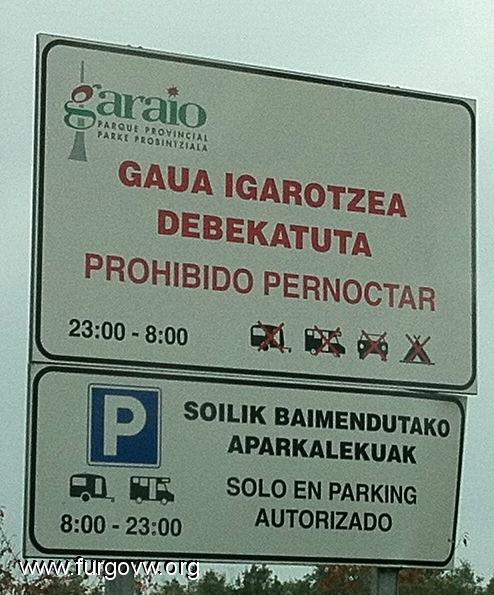 garaio
PARQUE PROVINCIAL
PARKE PROBINTZIALA
GAUA IGAROTZEA
DEBEKATUTA
PROHIBIDO PERNOCTAR
23:00 - 8:00
P
SOILIK BAIMENDUTAKO
APARKALEKUAK
SOLO EN PARKING
AUTORIZADO
8:00 - 23:00
www.furgovw.org